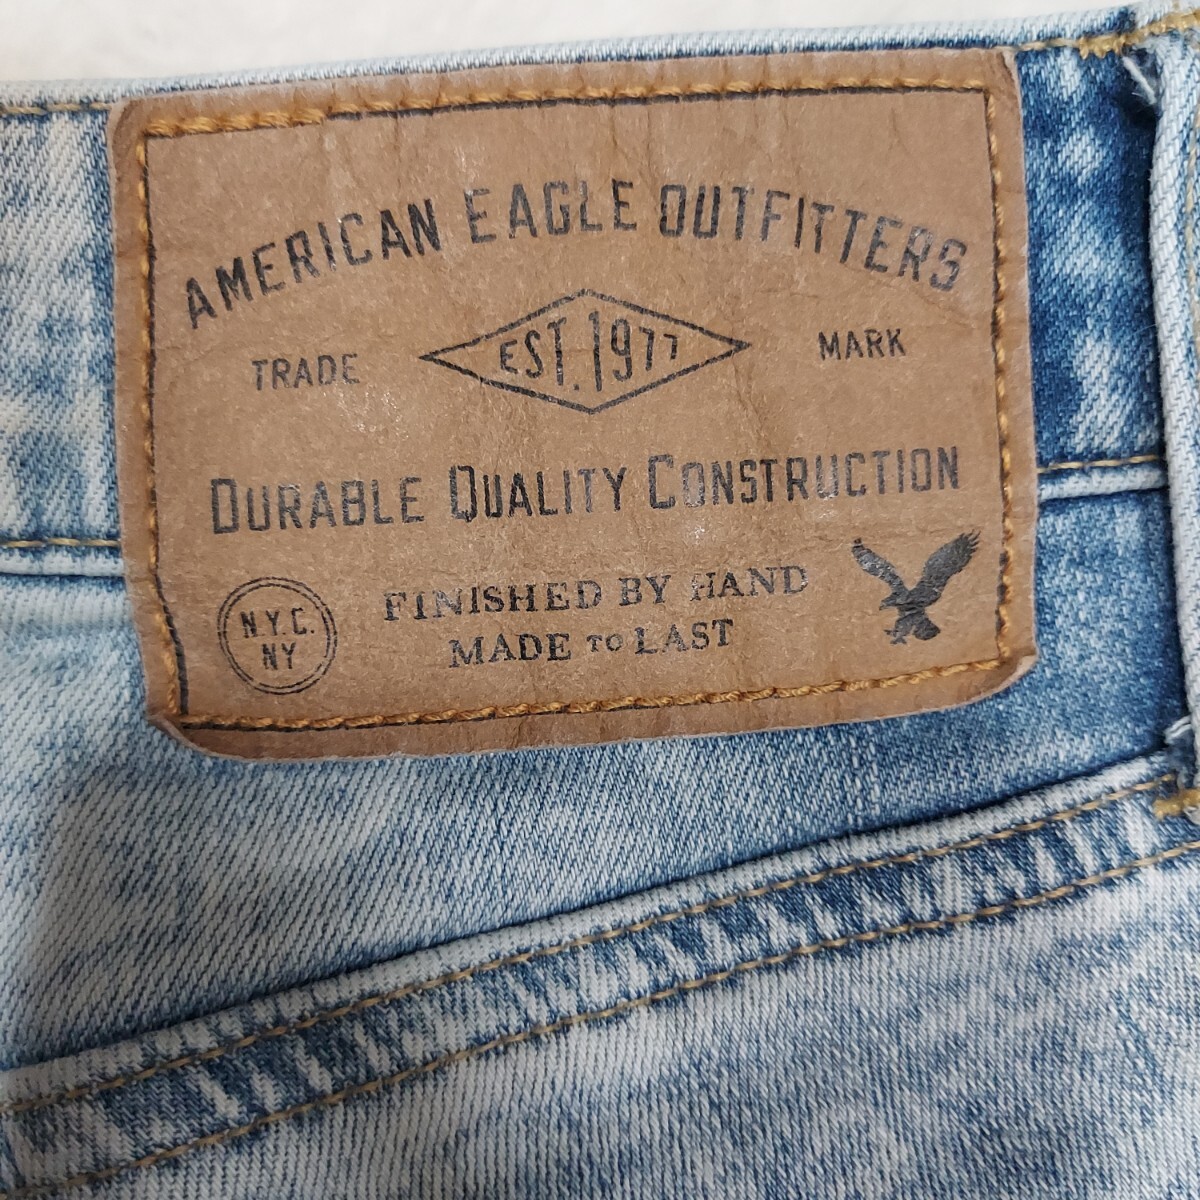 AMERICAN EAGLE OUTFITTERS
TRADE EST. 1977 MARK
DURABLE QUALITY CONSTRUCTION
FINISHED BY HAND
MADE TO LAST
N.Y.C.
NY